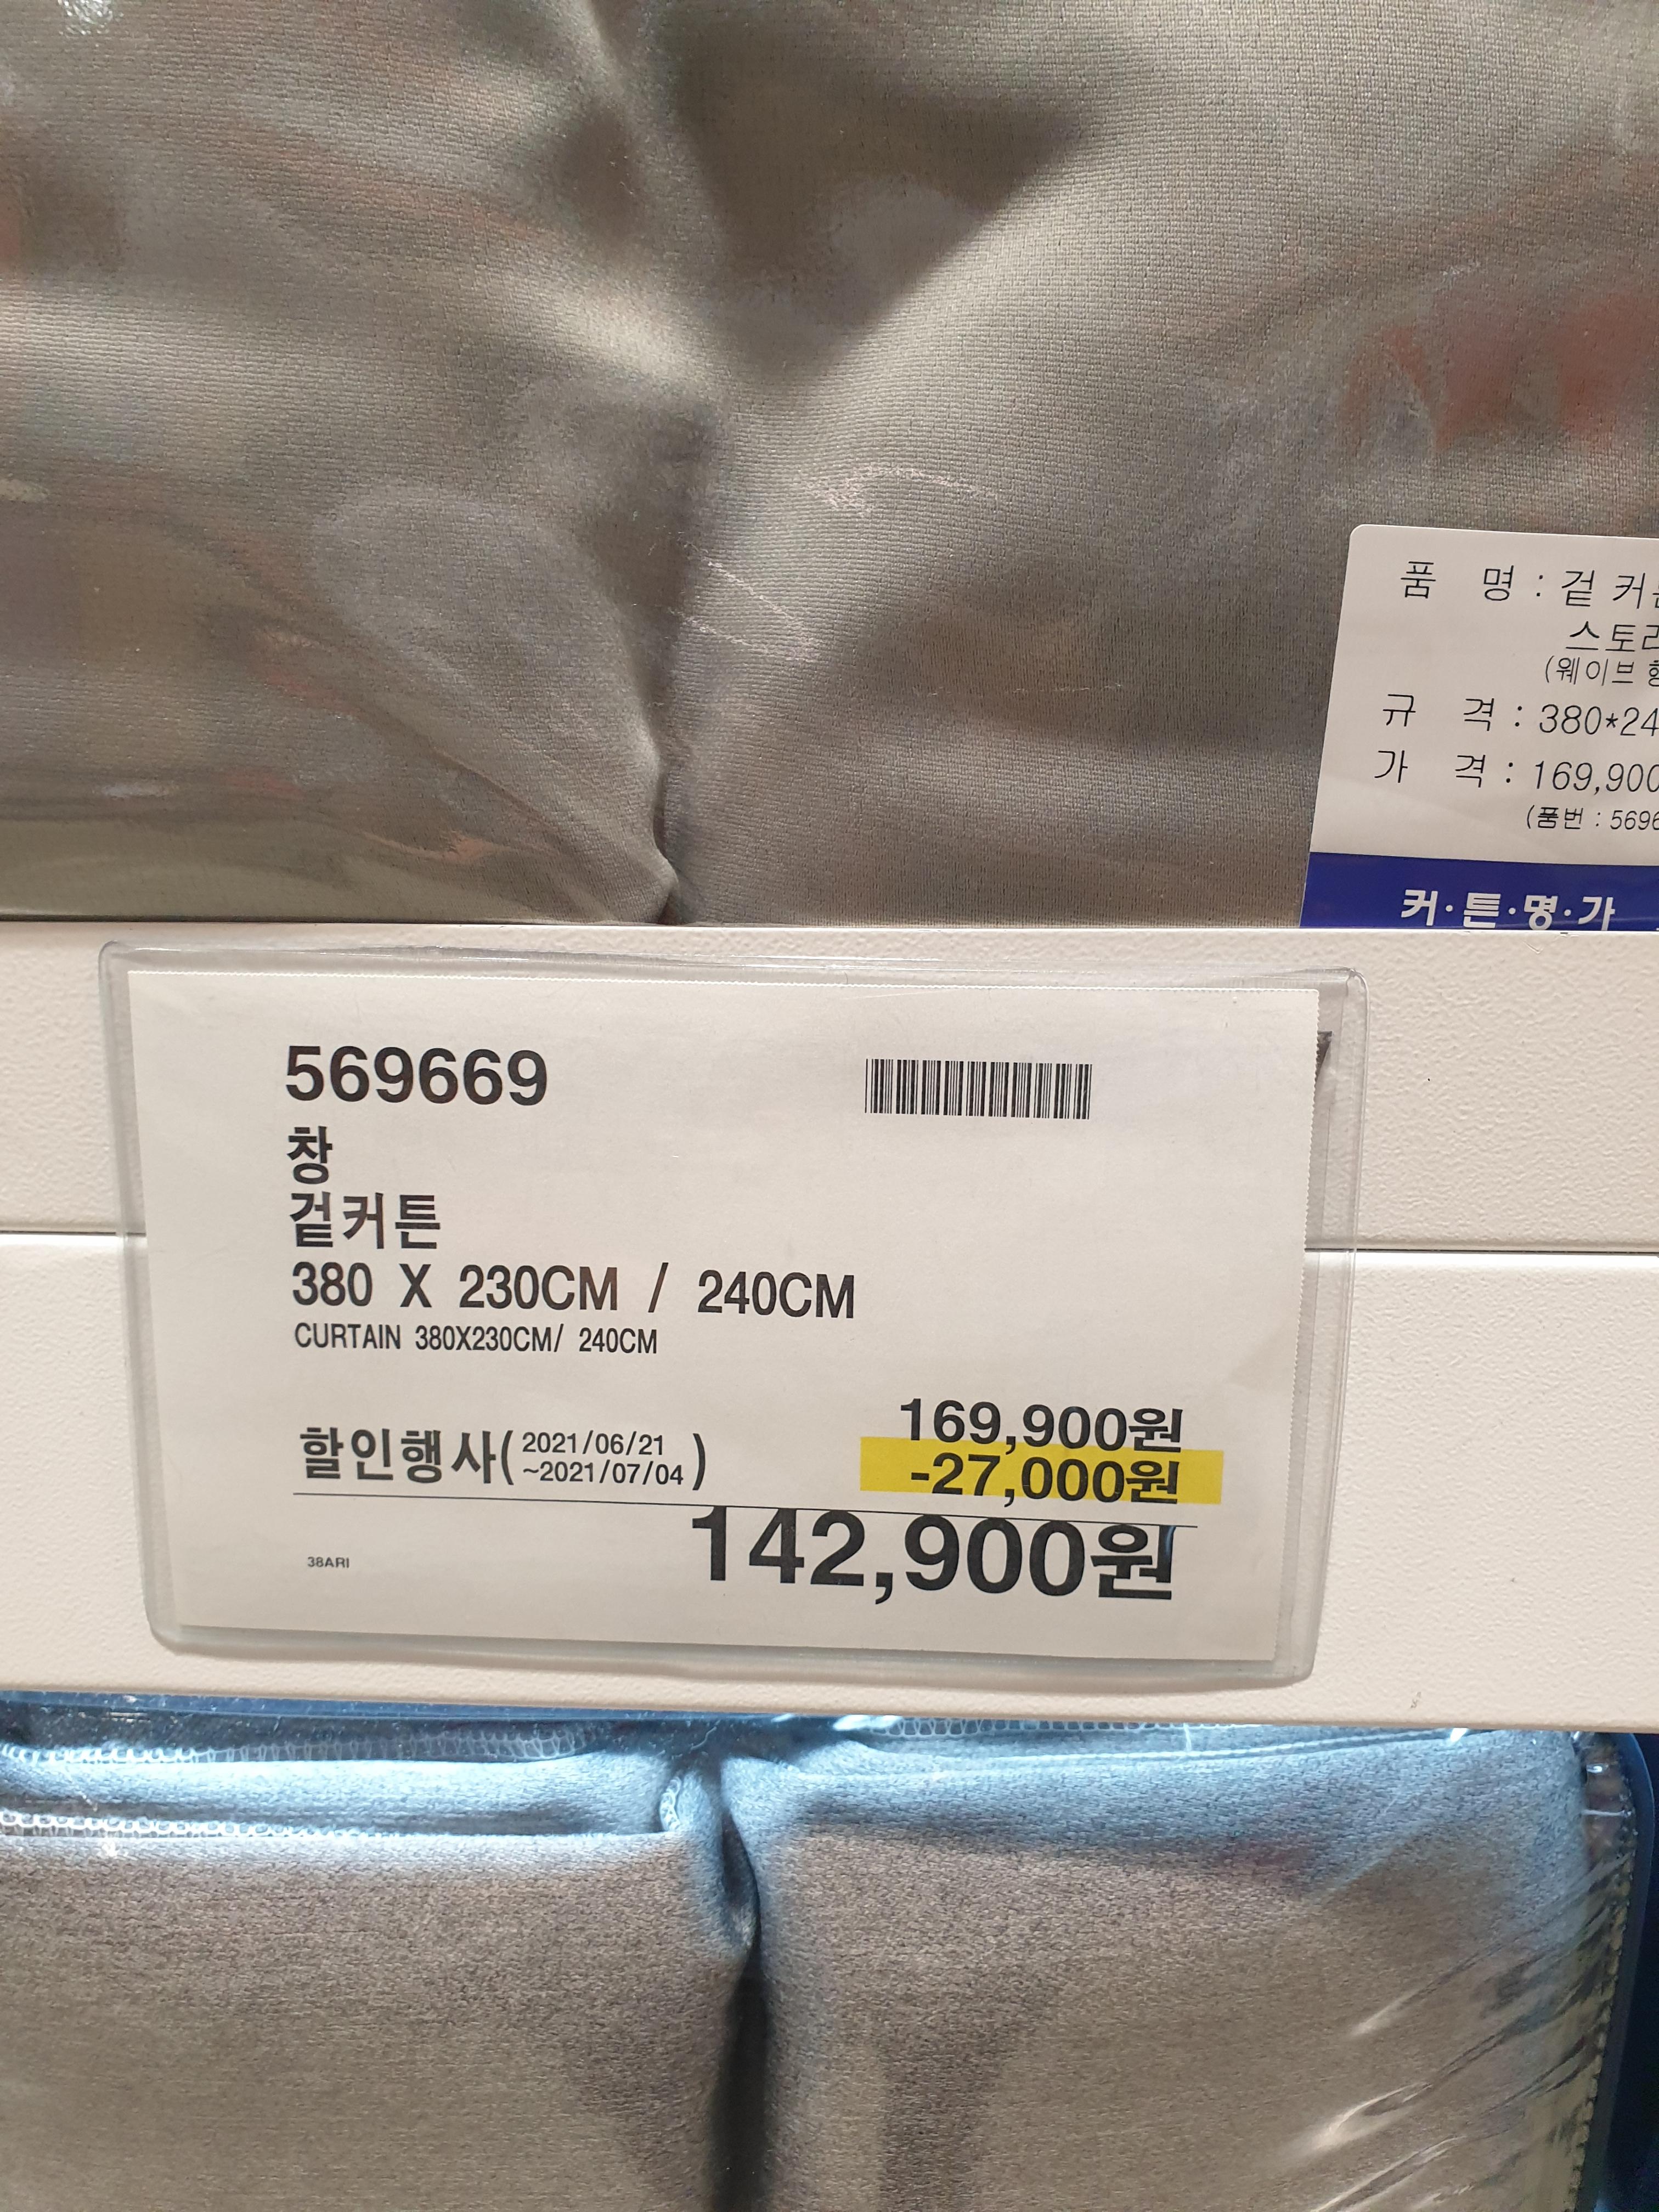 품 명 : 겉
스토리
(웨이브
규 격 : 380*24
가 격 : 169,900
(품번 : 5696
커·튼·명·가
569669
창
겉커튼
380 X 230CM / 240CM
CURTAIN 380X230CM/ 240CM
169,900원
할인행사( 2021/06/21
~2021/07/04 )
-27,000원
142,900원
38ARI